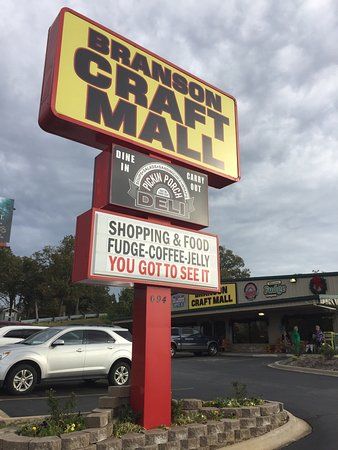 BRANSON
CRAFT
MALL
DINE IN
CARRY OUT
PICKIN PORCH
DELI
SHOPPING & FOOD
FUDGE-COFFEE-JELLY
YOU GOT TO SEE IT
694
BRANSON
CRAFT MALL
Fudge